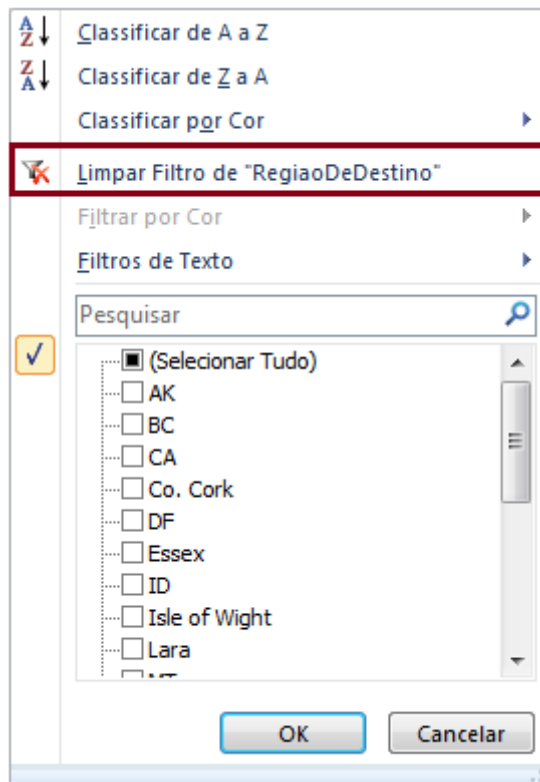 Classificar de A a Z
Classificar de Z a A
Classificar por Cor
Limpar Filtro de "RegiaoDeDestino"
Filtrar por Cor
Filtros de Texto
Pesquisar
(Selecionar Tudo)
AK
BC
CA
Co. Cork
DF
Essex
ID
Isle of Wight
Lara
OK Cancelar